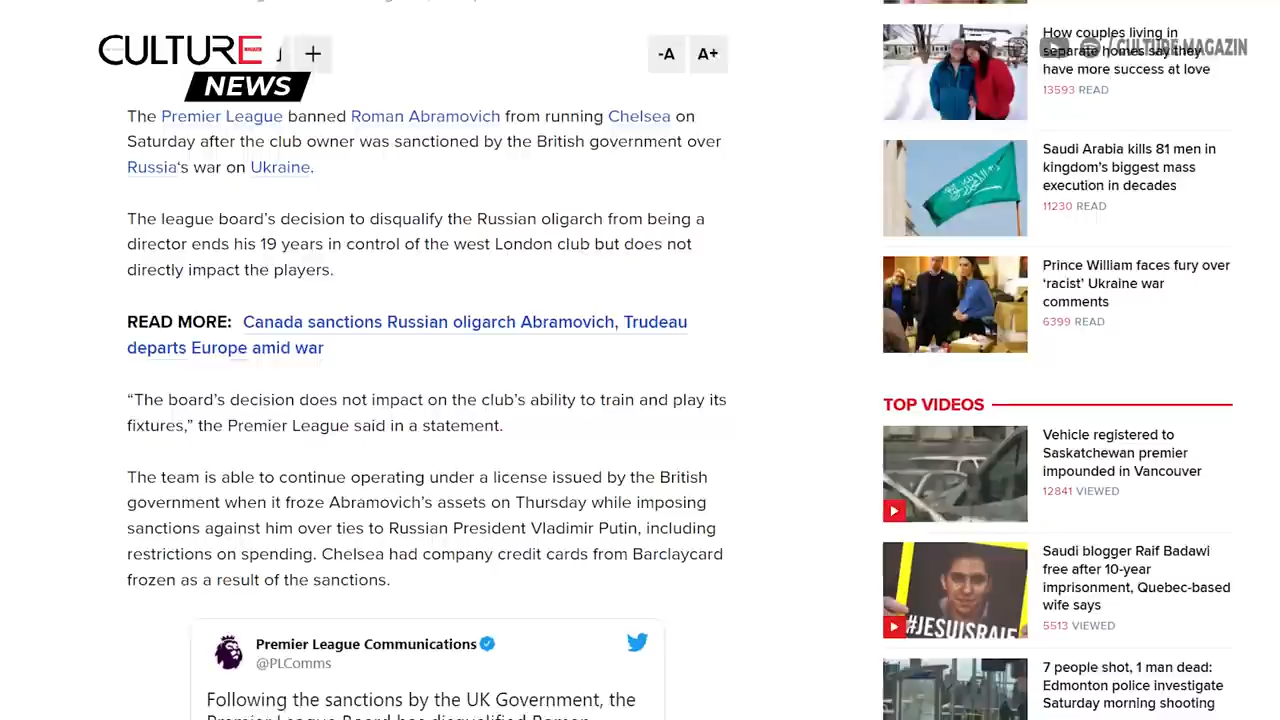 CULTURE
NEWS
+
-A
A+
/ CULTURE MAGAZIN
The Premier League banned Roman Abramovich from running Chelsea on
Saturday after the club owner was sanctioned by the British government over
Russia‘s war on Ukraine.
The league board’s decision to disqualify the Russian oligarch from being a
director ends his 19 years in control of the west London club but does not
directly impact the players.
READ MORE: Canada sanctions Russian oligarch Abramovich, Trudeau
departs Europe amid war
“The board’s decision does not impact on the club’s ability to train and play its
fixtures,” the Premier League said in a statement.
The team is able to continue operating under a license issued by the British
government when it froze Abramovich’s assets on Thursday while imposing
sanctions against him over ties to Russian President Vladimir Putin, including
restrictions on spending. Chelsea had company credit cards from Barclaycard
frozen as a result of the sanctions.
Premier League Communications
@PLComms
Following the sanctions by the UK Government, the
Premier League Board has disqualified Roman
How couples living in
separate homes say they
have more success at love
13593 READ
Saudi Arabia kills 81 men in
kingdom’s biggest mass
execution in decades
11230 READ
Prince William faces fury over
‘racist’ Ukraine war
comments
6399 READ
TOP VIDEOS
Vehicle registered to
Saskatchewan premier
impounded in Vancouver
12841 VIEWED
#JESUISRAIF
Saudi blogger Raif Badawi
free after 10-year
imprisonment, Quebec-based
wife says
5513 VIEWED
7 people shot, 1 man dead:
Edmonton police investigate
Saturday morning shooting